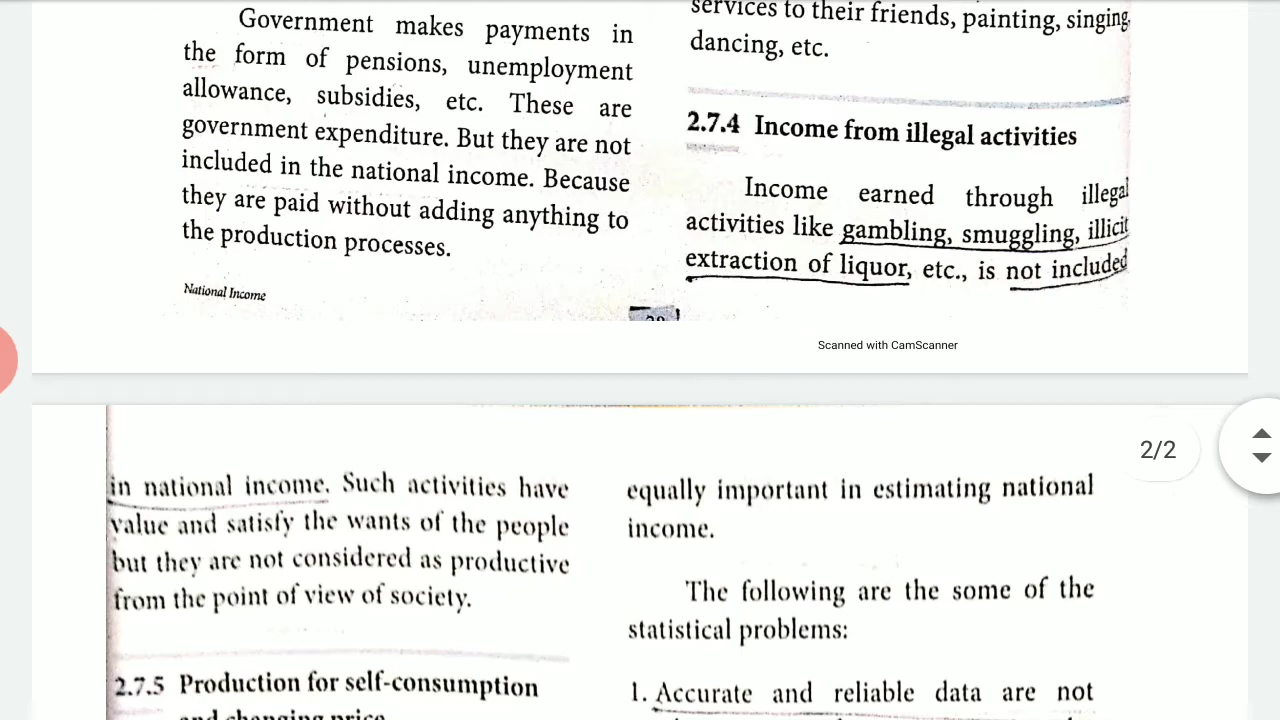 Government makes payments in
the form of pensions, unemployment
allowance, subsidies, etc. These are
government expenditure. But they are not
included in the national income. Because
they are paid without adding anything to
the production processes.
National Income
services to their friends, painting, singing,
dancing, etc.
2.7.4 Income from illegal activities
Income earned through illegal
activities like gambling, smuggling, illicit
extraction of liquor, etc., is not included
Scanned with CamScanner
2/2
in national income. Such activities have
value and satisfy the wants of the people
but they are not considered as productive
from the point of view of society.
2.7.5 Production for self-consumption
and changing price
equally important in estimating national
income.
The following are the some of the
statistical problems:
1. Accurate and reliable data are not